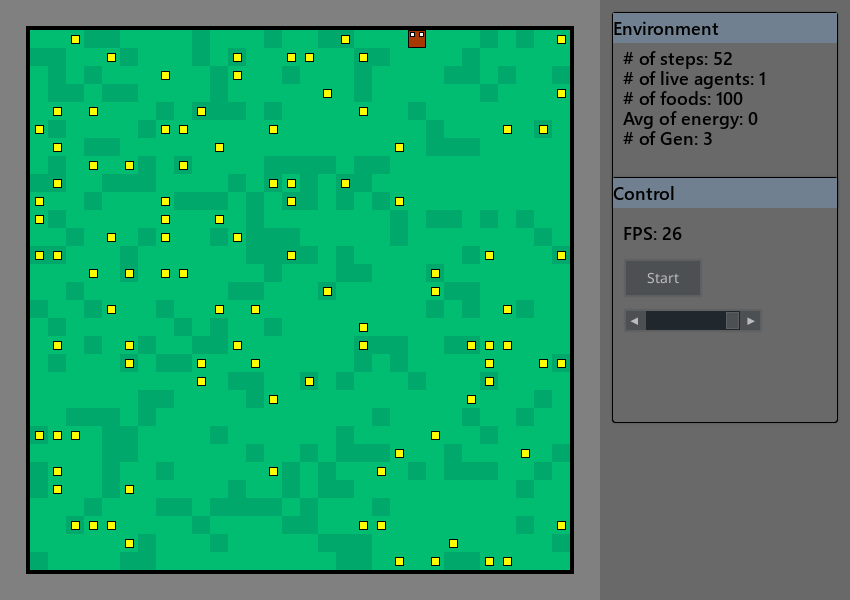 Environment
# of steps: 52
# of live agents: 1
# of foods: 100
Avg of energy: 0
# of Gen: 3
Control
FPS: 26
Start